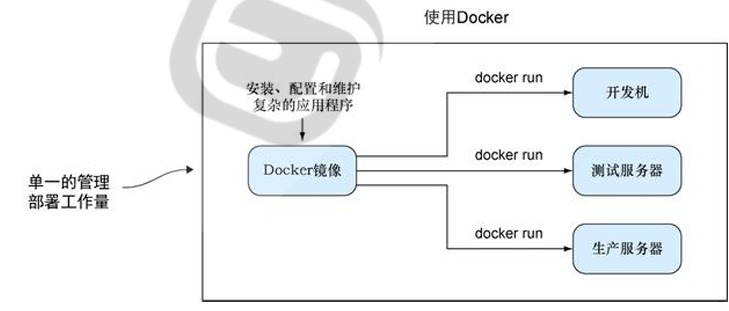 使用Docker
安装、配置和维护
复杂的应用程序
docker run
开发机
Docker镜像
docker run
测试服务器
单一的管理
部署工作量
docker run
生产服务器